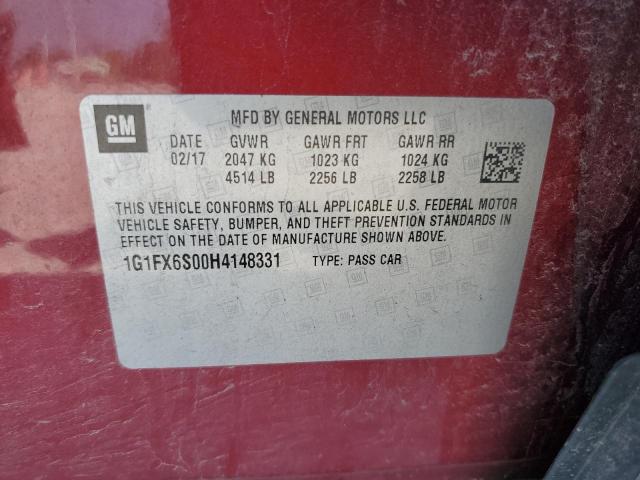 GM
MFD BY GENERAL MOTORS LLC
DATE GVWR GAWR FRT GAWR RR
02/17 2047 KG 1023 KG 1024 KG
4514 LB 2256 LB 2258 LB
THIS VEHICLE CONFORMS TO ALL APPLICABLE U.S. FEDERAL MOTOR
VEHICLE SAFETY, BUMPER, AND THEFT PREVENTION STANDARDS IN
EFFECT ON THE DATE OF MANUFACTURE SHOWN ABOVE.
1G1FX6S00H4148331 TYPE: PASS CAR